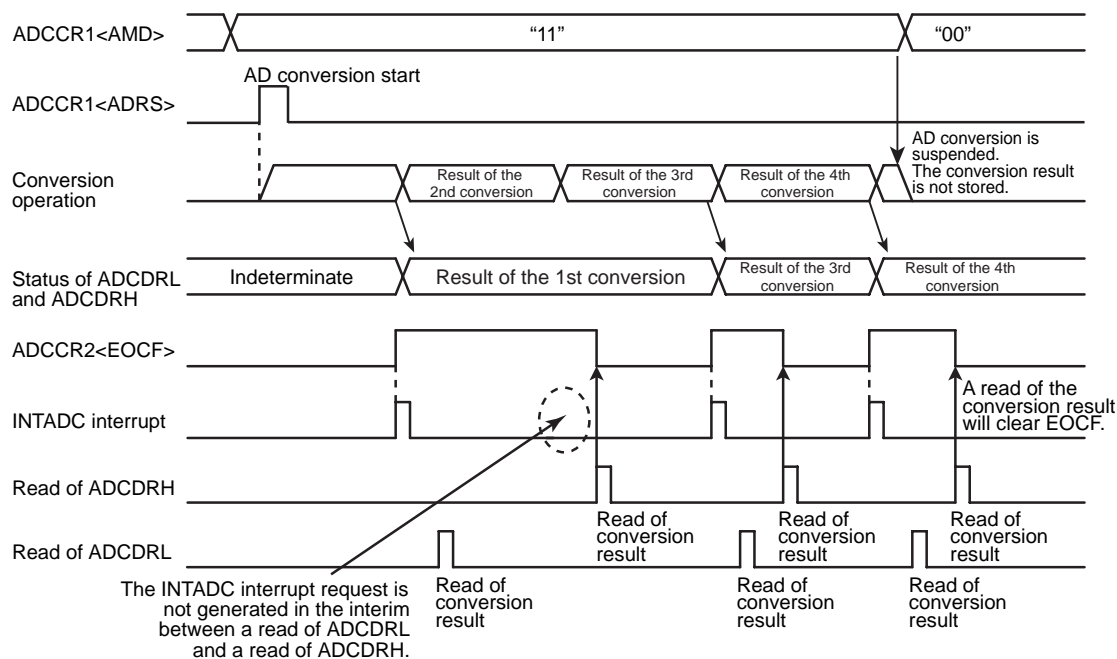 ADCCR1<AMD>
“11”
“00”
AD conversion start
ADCCR1<ADRS>
AD conversion is
suspended.
The conversion result
is not stored.
Conversion
operation
Result of the
2nd conversion
Result of the 3rd
conversion
Result of the 4th
conversion
Status of ADCDRL
and ADCDRH
Indeterminate
Result of the 1st conversion
Result of the 3rd
conversion
Result of the 4th
conversion
ADCCR2<EOCF>
INTADC interrupt
A read of the
conversion result
will clear EOCF.
Read of ADCDRH
Read of
conversion
result
Read of
conversion
result
Read of
conversion
result
Read of ADCDRL
The INTADC interrupt request is
not generated in the interim
between a read of ADCDRL
and a read of ADCDRH.
Read of
conversion
result
Read of
conversion
result
Read of
conversion
result